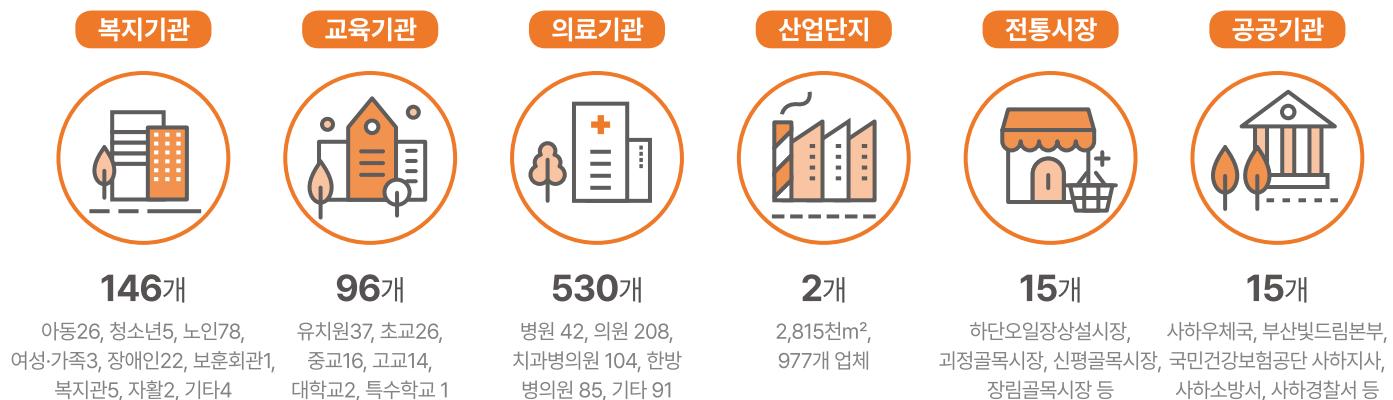 복지기관
146개
아동26, 청소년5, 노인78,
여성·가족3, 장애인22, 보훈회관1,
복지관5, 자활2, 기타4
교육기관
96개
유치원37, 초교26,
중교16, 고교14,
대학교2, 특수학교 1
의료기관
530개
병원 42, 의원 208,
치과병의원 104, 한방
병의원 85, 기타 91
산업단지
2개
2,815천m²,
977개 업체
전통시장
15개
하단오일장상설시장,
괴정골목시장, 신평골목시장,
장림골목시장 등
공공기관
15개
사하우체국, 부산빛드림본부,
국민건강보험공단 사하지사,
사하소방서, 사하경찰서 등